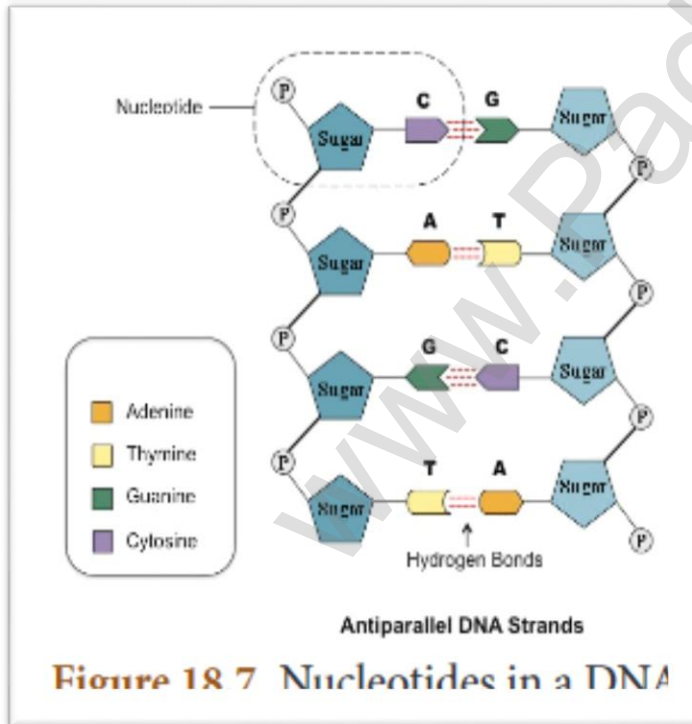 P
Nucleotide
C G
Sugar Sugar
P
P
A T
Sugar Sugar
P
P
G C
Sugar Sugar
P
P
T A
Sugar Sugar
P
Adenine
Thymine
Guanine
Cytosine
Hydrogen Bonds
Antiparallel DNA Strands
Figure 18.7 Nucleotides in a DNA